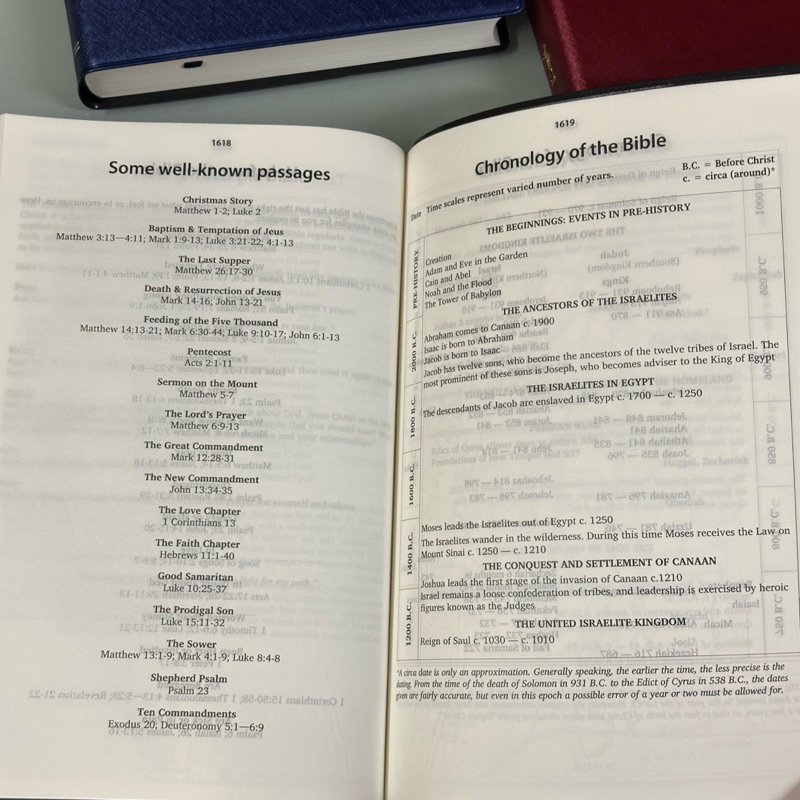 1618
Some well-known passages
Christmas Story
Matthew 1-2; Luke 2
Baptism & Temptation of Jeus
Matthew 3:13—4:11; Mark 1:9-13; Luke 3:21-22; 4:1-13
The Last Supper
Matthew 26:17-30
Death & Resurrection of Jesus
Mark 14-16; John 13-21
Feeding of the Five Thousand
Matthew 14:13-21; Mark 6:30-44; Luke 9:10-17; John 6:1-13
Pentecost
Acts 2:1-11
Sermon on the Mount
Matthew 5-7
The Lord's Prayer
Matthew 6:9-13
The Great Commandment
Mark 12:28-31
The New Commandment
John 13:34-35
The Love Chapter
1 Corinthians 13
The Faith Chapter
Hebrews 11:1-40
Good Samaritan
Luke 10:25-37
The Prodigal Son
Luke 15:11-32
The Sower
Matthew 13:1-9; Mark 4:1-9; Luke 8:4-8
Shepherd Psalm
Psalm 23
Ten Commandments
Exodus 20; Deuteronomy 5:1—6:9
1619
Chronology of the Bible
B.C. = Before Christ
c. = circa (around)*
Date Time scales represent varied number of years.
PRE-HISTORY
THE BEGINNINGS: EVENTS IN PRE-HISTORY
Creation
Adam and Eve in the Garden
Cain and Abel
Noah and the Flood
The Tower of Babylon
2000 B.C.
THE ANCESTORS OF THE ISRAELITES
Abraham comes to Canaan c. 1900
Isaac is born to Abraham
Jacob is born to Isaac
Jacob has twelve sons, who become the ancestors of the twelve tribes of Israel. The
most prominent of these sons is Joseph, who becomes adviser to the King of Egypt
1800 B.C.
THE ISRAELITES IN EGYPT
The descendants of Jacob are enslaved in Egypt c. 1700 — c. 1250
1600 B.C.
1400 B.C.
Moses leads the Israelites out of Egypt c. 1250
The Israelites wander in the wilderness. During this time Moses receives the Law on
Mount Sinai c. 1250 — c. 1210
THE CONQUEST AND SETTLEMENT OF CANAAN
Joshua leads the first stage of the invasion of Canaan c.1210
1200 B.C.
Israel remains a loose confederation of tribes, and leadership is exercised by heroic
figures known as the Judges
THE UNITED ISRAELITE KINGDOM
Reign of Saul c. 1030 — c. 1010
*A circa date is only an approximation. Generally speaking, the earlier the time, the less precise is the
dating. From the time of the death of Solomon in 931 B.C. to the Edict of Cyrus in 538 B.C., the dates
given are fairly accurate, but even in this epoch a possible error of a year or two must be allowed for.